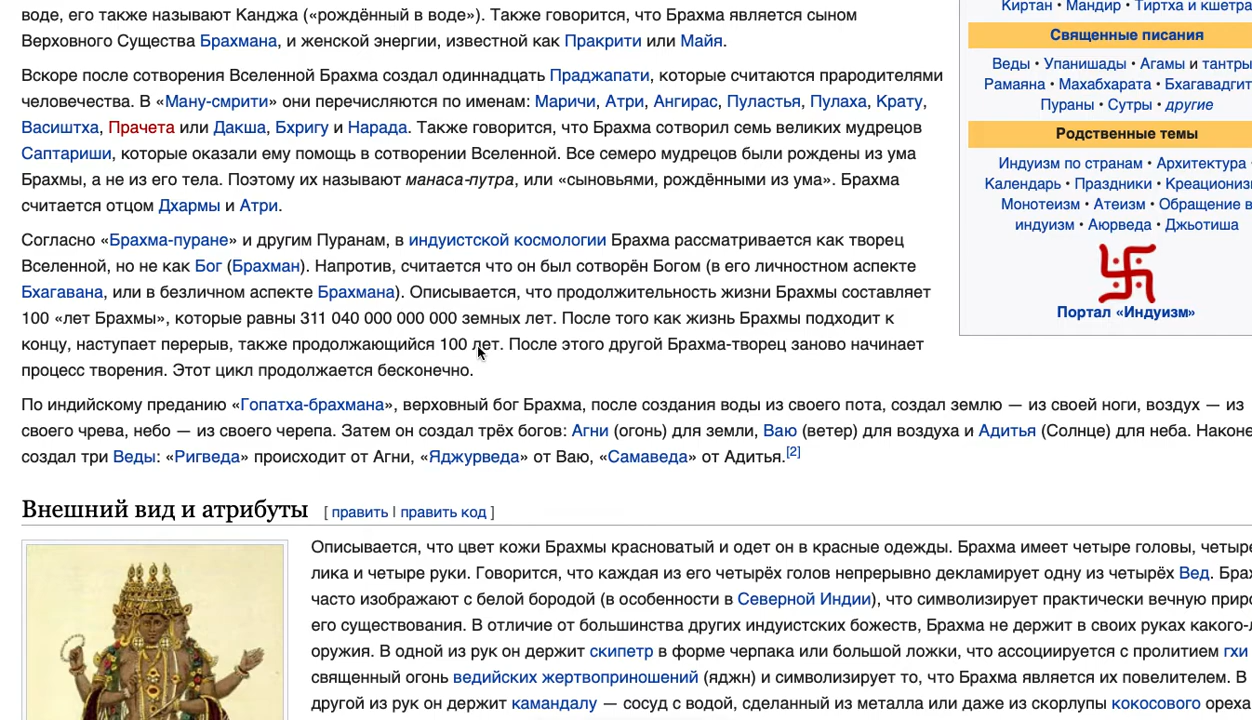 воде, его также называют Канджа («рождённый в воде»). Также говорится, что Брахма является сыном
Верховного Существа Брахмана, и женской энергии, известной как Пракрити или Майя.
Вскоре после сотворения Вселенной Брахма создал одиннадцать Праджапати, которые считаются прародителями
человечества. В «Ману-смрити» они перечисляются по именам: Маричи, Атри, Ангирас, Пуластья, Пулаха, Крату,
Васиштха, Прачета или Дакша, Бхригу и Нарада. Также говорится, что Брахма сотворил семь великих мудрецов
Саптариши, которые оказали ему помощь в сотворении Вселенной. Все семеро мудрецов были рождены из ума
Брахмы, а не из его тела. Поэтому их называют манаса-путра, или «сыновьями, рождёнными из ума». Брахма
считается отцом Дхармы и Атри.
Согласно «Брахма-пуране» и другим Пуранам, в индуистской космологии Брахма рассматривается как творец
Вселенной, но не как Бог (Брахман). Напротив, считается что он был сотворён Богом (в его личностном аспекте
Бхагавана, или в безличном аспекте Брахмана). Описывается, что продолжительность жизни Брахмы составляет
100 «лет Брахмы», которые равны 311 040 000 000 000 земных лет. После того как жизнь Брахмы подходит к
концу, наступает перерыв, также продолжающийся 100 лет. После этого другой Брахма-творец заново начинает
процесс творения. Этот цикл продолжается бесконечно.
По индийскому преданию «Гопатха-брахмана», верховный бог Брахма, после создания воды из своего пота, создал землю — из своей ноги, воздух — из
своего чрева, небо — из своего черепа. Затем он создал трёх богов: Агни (огонь) для земли, Ваю (ветер) для воздуха и Адитья (Солнце) для неба. Наконе
создал три Веды: «Ригведа» происходит от Агни, «Яджурведа» от Ваю, «Самаведа» от Адитья.[2]
Внешний вид и атрибуты [ править | править код ]
Описывается, что цвет кожи Брахмы красноватый и одет он в красные одежды. Брахма имеет четыре головы, четыре
лика и четыре руки. Говорится, что каждая из его четырёх голов непрерывно декламирует одну из четырёх Вед. Брах
часто изображают с белой бородой (в особенности в Северной Индии), что символизирует практически вечную приро
его существования. В отличие от большинства других индуистских божеств, Брахма не держит в своих руках какого-л
оружия. В одной из рук он держит скипетр в форме черпака или большой ложки, что ассоциируется с пролитием гхи
священный огонь ведийских жертвоприношений (яджн) и символизирует то, что Брахма является их повелителем. В
другой из рук он держит камандалу — сосуд с водой, сделанный из металла или даже из скорлупы кокосового ореха
Киртан • Мандир • Тиртха и кшетра
Священные писания
Веды • Упанишады • Агамы и тантры
Рамаяна • Махабхарата • Бхагавадгит
Пураны • Сутры • другие
Родственные темы
Индуизм по странам • Архитектура •
Календарь • Праздники • Креационизм
Монотеизм • Атеизм • Обращение в
индуизм • Аюрведа • Джьотиша
Портал «Индуизм»